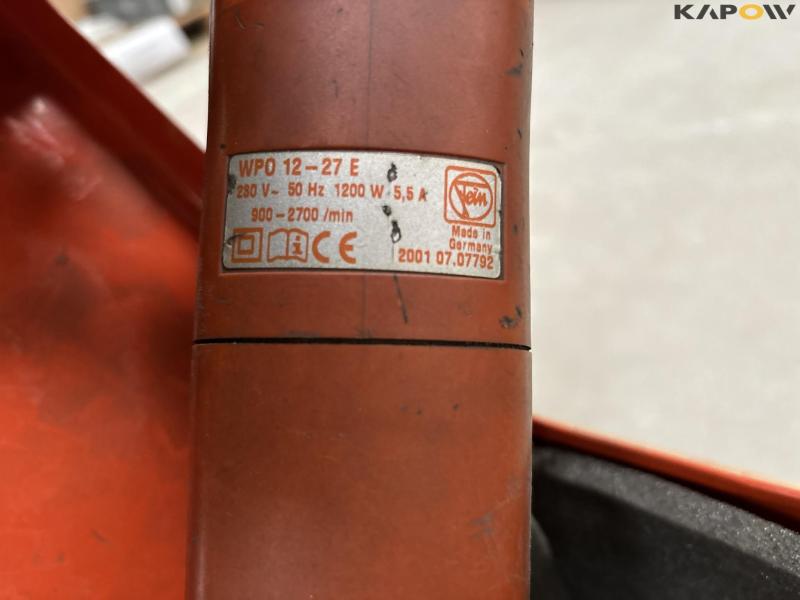 KAPOW
WPO 12-27 E
230 V~ 50 Hz 1200 W 5,5 A
900-2700 /min
Fein
Made in
Germany
CE
2001 07.07792